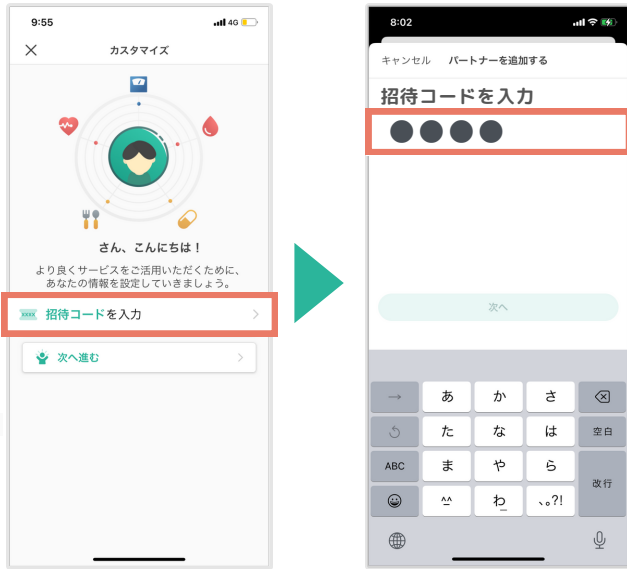 9:55
4G
カスタマイズ
さん、こんにちは！
より良くサービスをご活用いただくために、
あなたの情報を設定していきましょう。
招待コードを入力
次へ進む
8:02
キャンセル パートナーを追加する
招待コードを入力
次へ
→ あ か さ
た な は 空白
ABC ま や ら
改行
^^ わ_ 、。?!